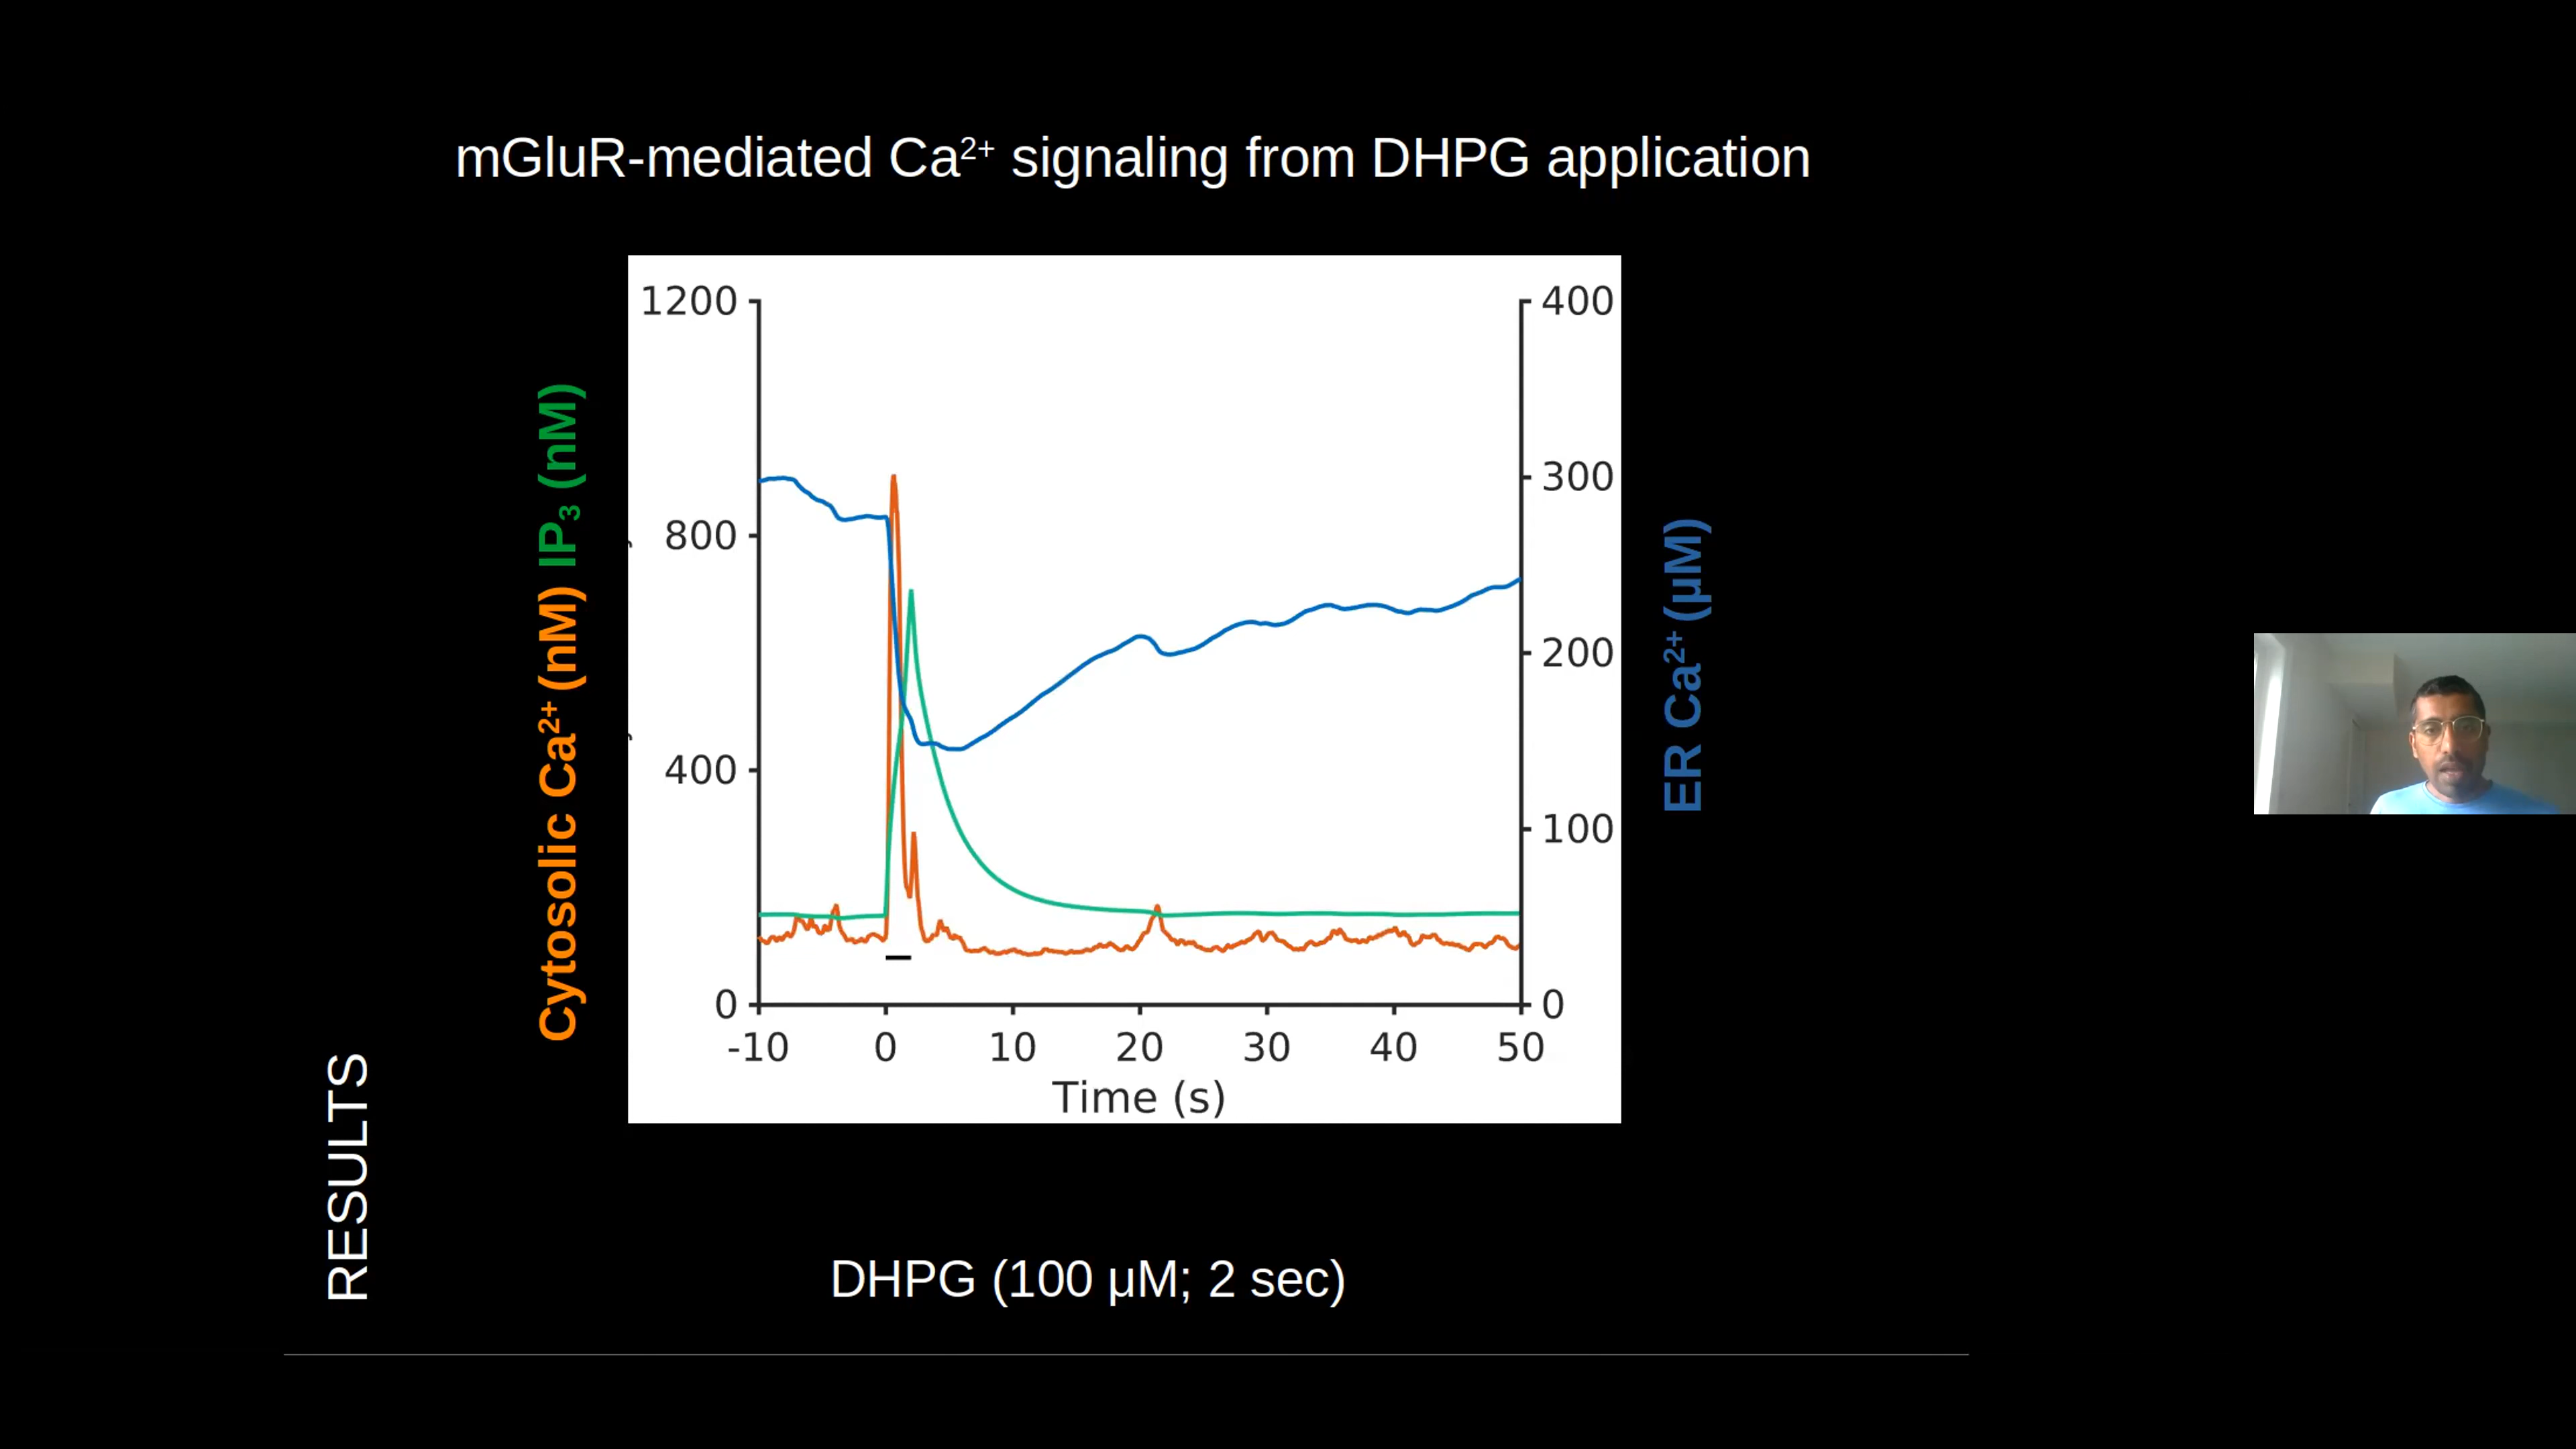 mGluR-mediated Ca²⁺ signaling from DHPG application
1200
800
400
0
400
300
200
100
0
-10 0 10 20 30 40 50
Time (s)
Cytosolic Ca²⁺ (nM) IP₃ (nM)
ER Ca²⁺ (μM)
RESULTS
DHPG (100 μM; 2 sec)